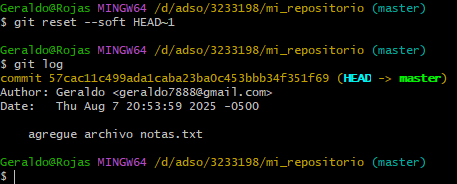 Geraldo@Rojas MINGW64 /d/adso/3233198/mi_repositorio (master)
$ git reset --soft HEAD~1
Geraldo@Rojas MINGW64 /d/adso/3233198/mi_repositorio (master)
$ git log
commit 57cac11c499ada1caba23ba0c453bbb34f351f69 (HEAD -> master)
Author: Geraldo <geraldo7888@gmail.com>
Date:   Thu Aug 7 20:53:59 2025 -0500
    agregue archivo notas.txt
Geraldo@Rojas MINGW64 /d/adso/3233198/mi_repositorio (master)
$